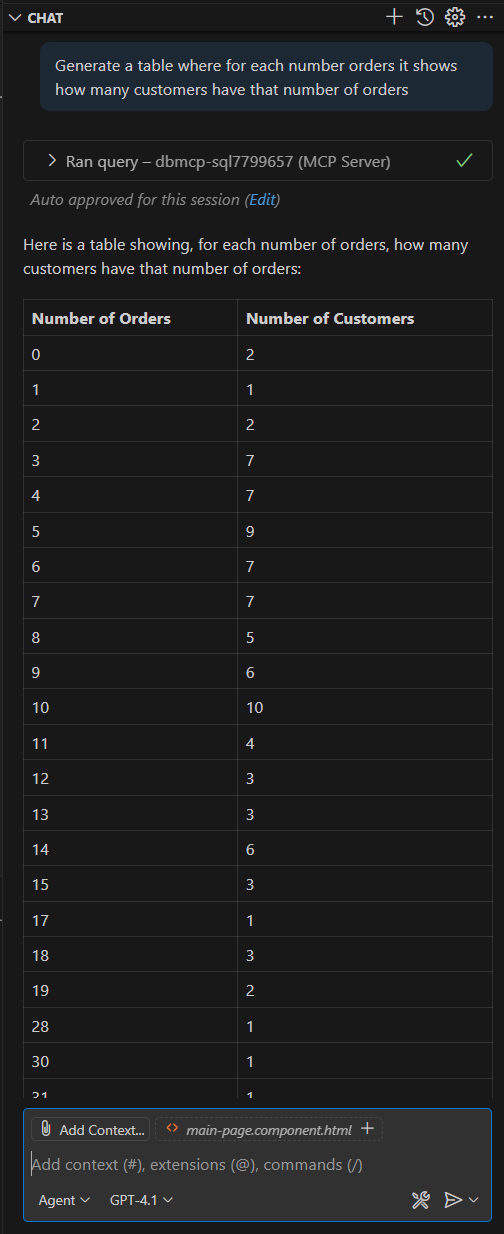 CHAT
Generate a table where for each number orders it shows
how many customers have that number of orders
Ran query – dbmcp-sql7799657 (MCP Server)
Auto approved for this session (Edit)
Here is a table showing, for each number of orders, how many
customers have that number of orders:
Number of Orders Number of Customers
0 2
1 1
2 2
3 7
4 7
5 9
6 7
7 7
8 5
9 6
10 10
11 4
12 3
13 3
14 6
15 3
17 1
18 3
19 2
28 1
30 1
31 1
Add Context... <> main-page.component.html +
Add context (#), extensions (@), commands (/)
Agent GPT-4.1